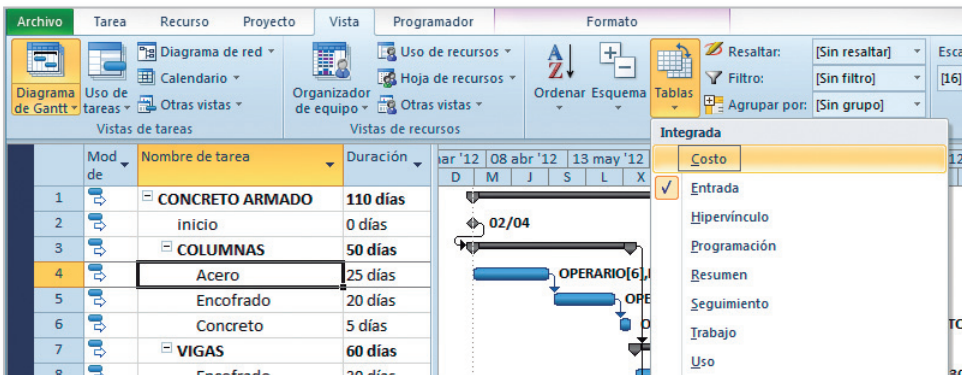 Archivo Tarea Recurso Proyecto Vista Programador Formato
Diagrama de Gantt
Uso de tareas
Diagrama de red
Calendario
Otras vistas
Vistas de tareas
Organizador de equipo
Uso de recursos
Hoja de recursos
Otras vistas
Vistas de recursos
Ordenar
Esquema
Tablas
Resaltar: [Sin resaltar]
Filtro: [Sin filtro]
Agrupar por: [Sin grupo]
[16]
Integrada
Costo
Entrada
Hipervínculo
Programación
Resumen
Seguimiento
Trabajo
Uso
Mod de Nombre de tarea Duración
'12 08 abr '12 13 may '12
D M J S L X
1 CONCRETO ARMADO 110 días
2 inicio 0 días 02/04
3 COLUMNAS 50 días
4 Acero 25 días OPERARIO[6],
5 Encofrado 20 días
6 Concreto 5 días
7 VIGAS 60 días
8